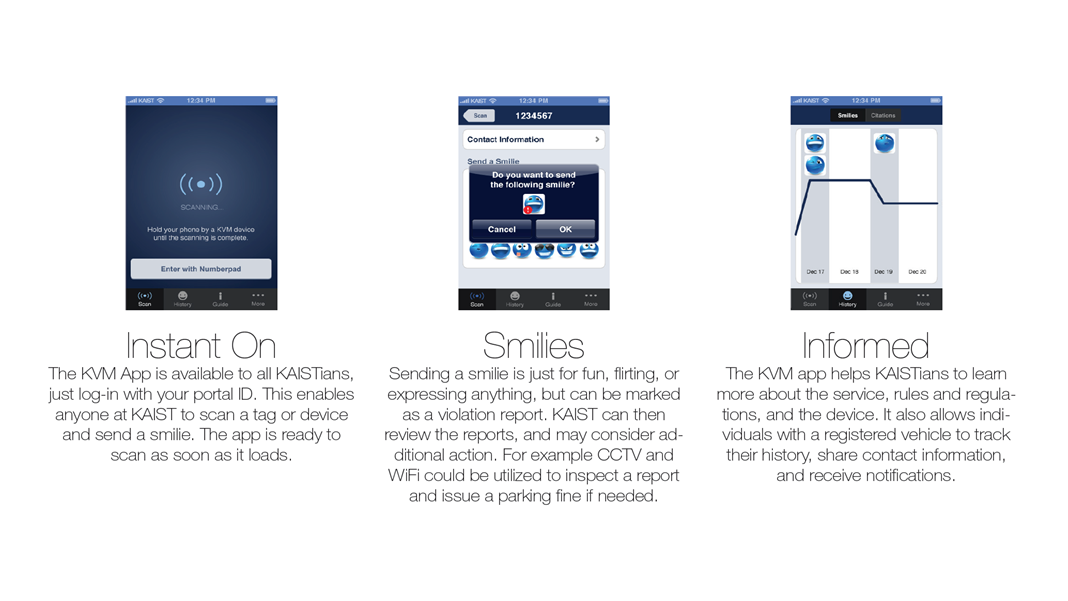 KAIST 12:34 PM
SCANNING...
Hold your phone by a KVM device
until the scanning is complete.
Enter with Numberpad
Scan History Guide More
Instant On
The KVM App is available to all KAISTians,
just log-in with your portal ID. This enables
anyone at KAIST to scan a tag or device
and send a smilie. The app is ready to
scan as soon as it loads.
KAIST 12:34 PM
Scan 1234567
Contact Information
Send a Smilie
Do you want to send
the following smilie?
Cancel OK
Scan History Guide More
Smilies
Sending a smilie is just for fun, flirting, or
expressing anything, but can be marked
as a violation report. KAIST can then
review the reports, and may consider ad-
ditional action. For example CCTV and
WiFi could be utilized to inspect a report
and issue a parking fine if needed.
KAIST 12:34 PM
Smilies Citations
Dec 17 Dec 18 Dec 19 Dec 20
Scan History Guide More
Informed
The KVM app helps KAISTians to learn
more about the service, rules and regula-
tions, and the device. It also allows indi-
viduals with a registered vehicle to track
their history, share contact information,
and receive notifications.